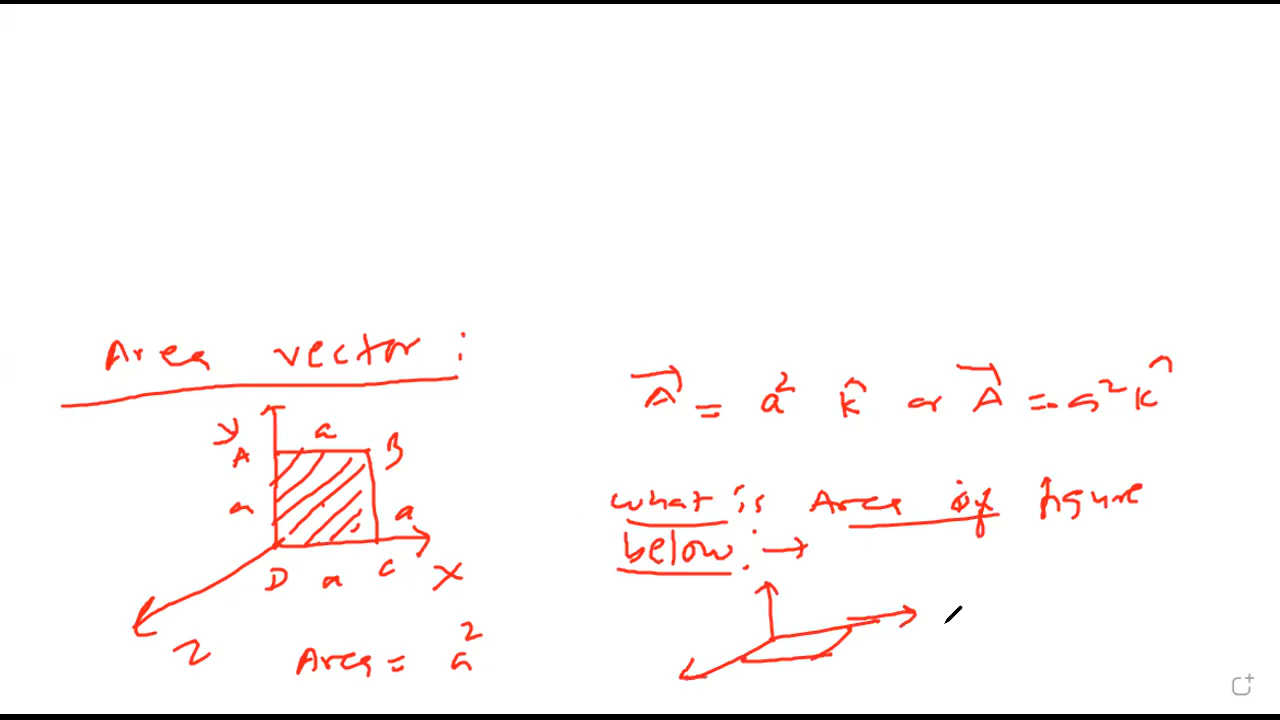 Area vector :
y
A a B
a a
D a C X
Z
Area = a²
A⃗ = a² k̂ or A⃗ = -a² k̂
what is Area of figure
below : →